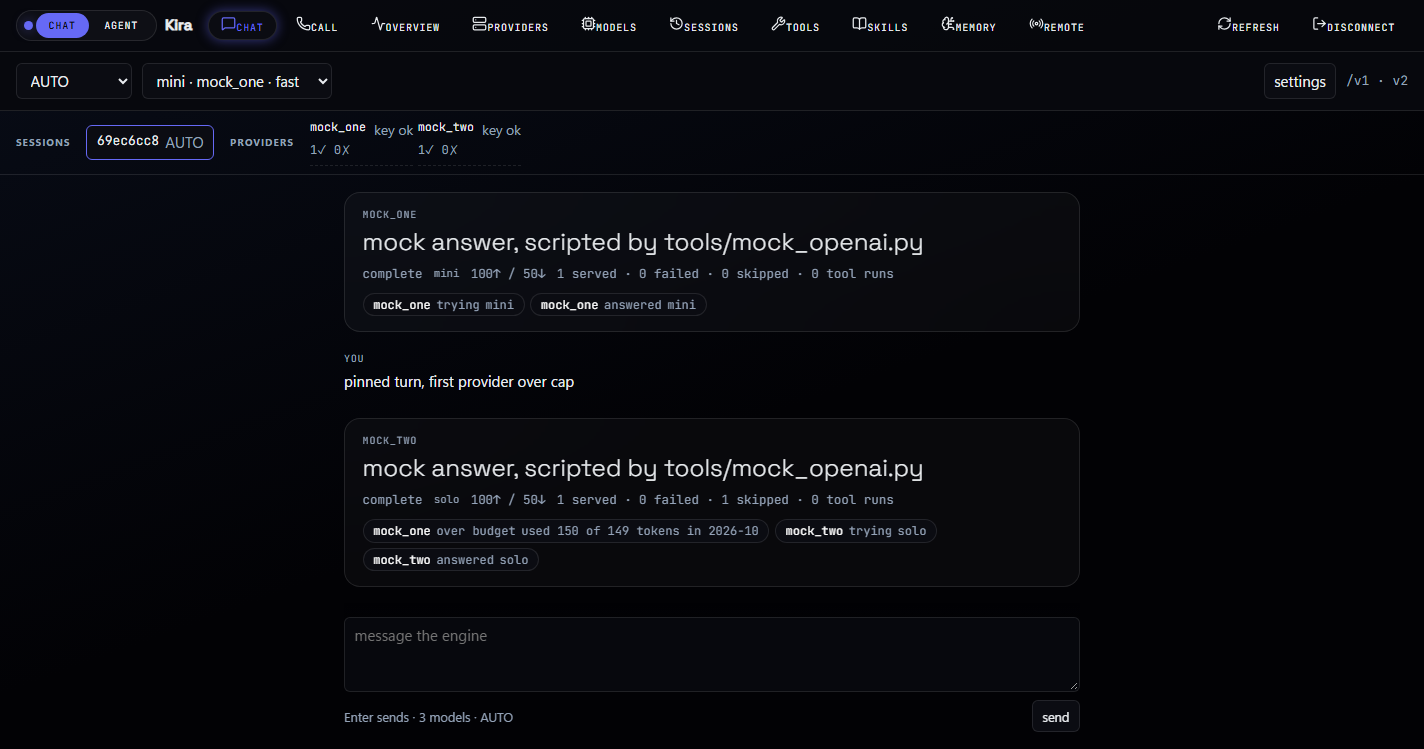 CHAT AGENT Kira CHAT CALL OVERVIEW PROVIDERS MODELS SESSIONS TOOLS SKILLS MEMORY REMOTE REFRESH DISCONNECT
AUTO mini · mock_one · fast settings /v1 · v2
SESSIONS 69ec6cc8 AUTO PROVIDERS mock_one key ok mock_two key ok
1✓ 0✗ 1✓ 0✗
MOCK_ONE
mock answer, scripted by tools/mock_openai.py
complete mini 100↑ / 50↓ 1 served · 0 failed · 0 skipped · 0 tool runs
mock_one trying mini mock_one answered mini
YOU
pinned turn, first provider over cap
MOCK_TWO
mock answer, scripted by tools/mock_openai.py
complete solo 100↑ / 50↓ 1 served · 0 failed · 1 skipped · 0 tool runs
mock_one over budget used 150 of 149 tokens in 2026-10 mock_two trying solo
mock_two answered solo
message the engine
Enter sends · 3 models · AUTO send